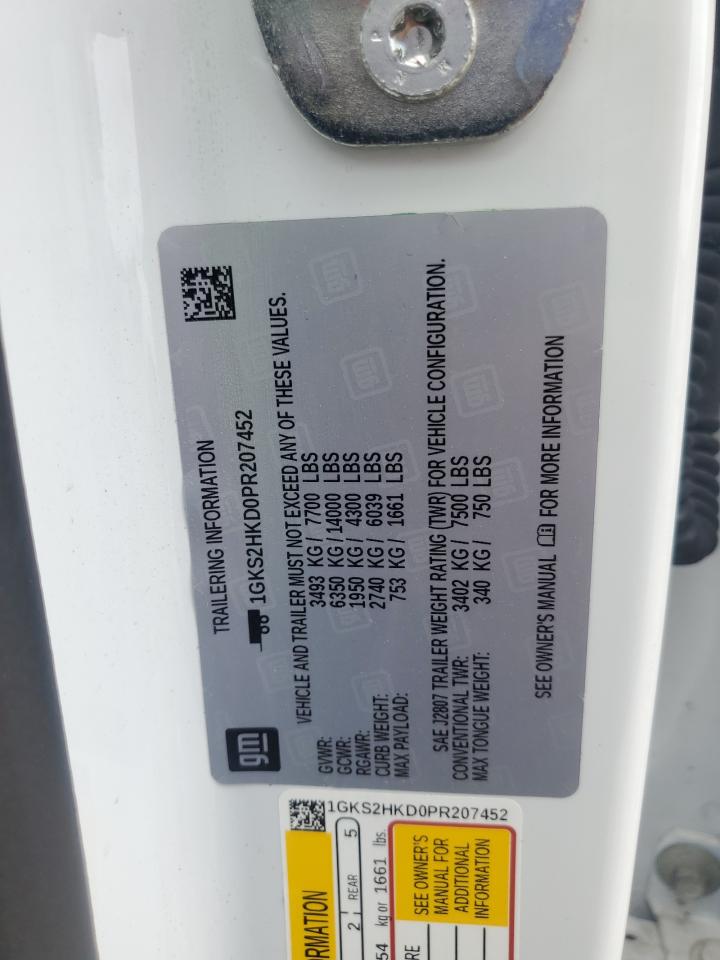 TRAILERING INFORMATION
1GKS2HKD0PR207452
gm
VEHICLE AND TRAILER MUST NOT EXCEED ANY OF THESE VALUES.
GVWR: 3493 KG / 7700 LBS
GCWR: 6350 KG / 14000 LBS
RGAWR: 1950 KG / 4300 LBS
CURB WEIGHT: 2740 KG / 6039 LBS
MAX PAYLOAD: 753 KG / 1661 LBS
SAE J2807 TRAILER WEIGHT RATING (TWR) FOR VEHICLE CONFIGURATION.
CONVENTIONAL TWR: 3402 KG / 7500 LBS
MAX TONGUE WEIGHT: 340 KG / 750 LBS
SEE OWNER'S MANUAL FOR MORE INFORMATION
1GKS2HKD0PR207452
RMATION
2 REAR 5
54 kg or 1661 lbs.
RE
SEE OWNER'S
MANUAL FOR
ADDITIONAL
INFORMATION